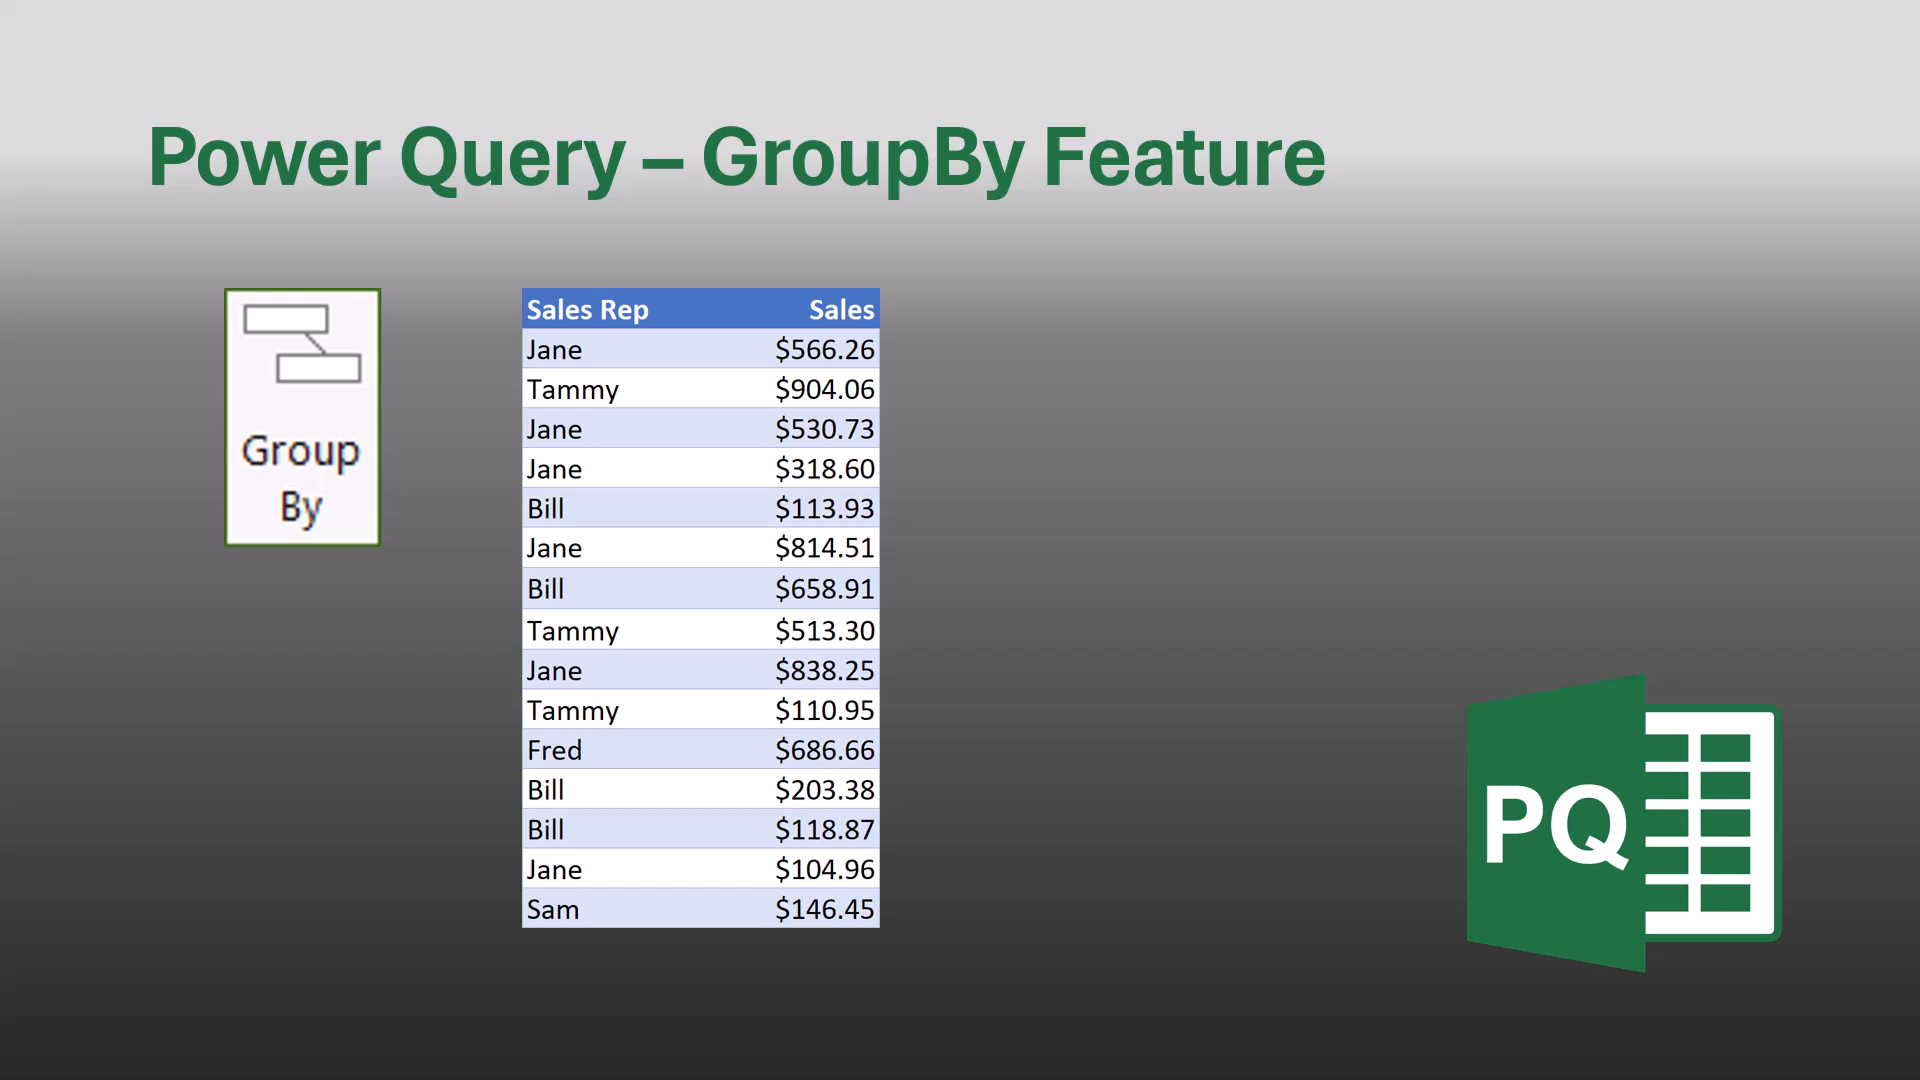 Power Query – GroupBy Feature
Group
By
Sales Rep Sales
Jane $566.26
Tammy $904.06
Jane $530.73
Jane $318.60
Bill $113.93
Jane $814.51
Bill $658.91
Tammy $513.30
Jane $838.25
Tammy $110.95
Fred $686.66
Bill $203.38
Bill $118.87
Jane $104.96
Sam $146.45
PQ